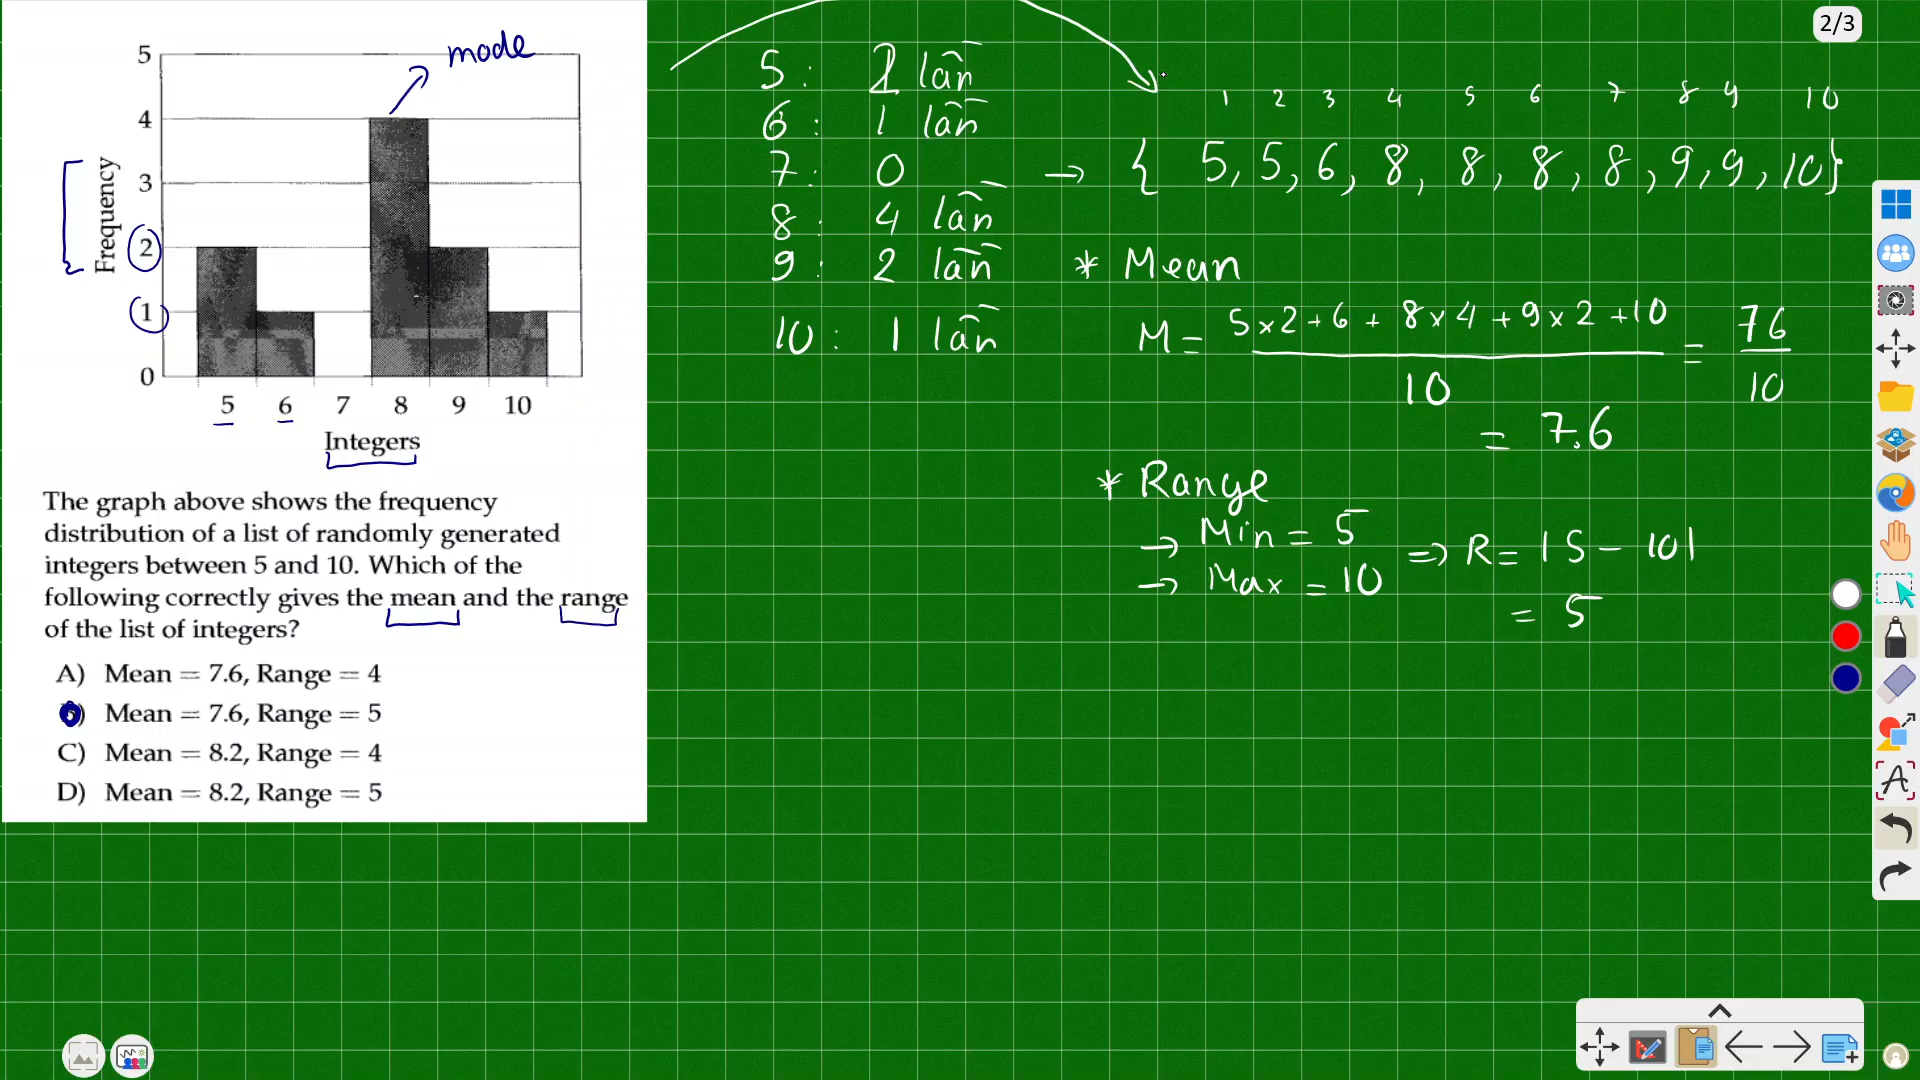 2/3
mode
5
4
3
2
1
0
Frequency
5 6 7 8 9 10
Integers
The graph above shows the frequency
distribution of a list of randomly generated
integers between 5 and 10. Which of the
following correctly gives the mean and the range
of the list of integers?
A) Mean = 7.6, Range = 4
Mean = 7.6, Range = 5
C) Mean = 8.2, Range = 4
D) Mean = 8.2, Range = 5
5 : 2 lần
6 : 1 lần
7 : 0
8 : 4 lần
9 : 2 lần
10 : 1 lần
1 2 3 4 5 6 7 8 9 10
→ { 5, 5, 6, 8, 8, 8, 8, 9, 9, 10}
* Mean
M = 5 x 2 + 6 + 8 x 4 + 9 x 2 + 10 / 10 = 76 / 10
= 7.6
* Range
→ Min = 5
→ Max = 10
=> R = | 5 - 10 |
= 5